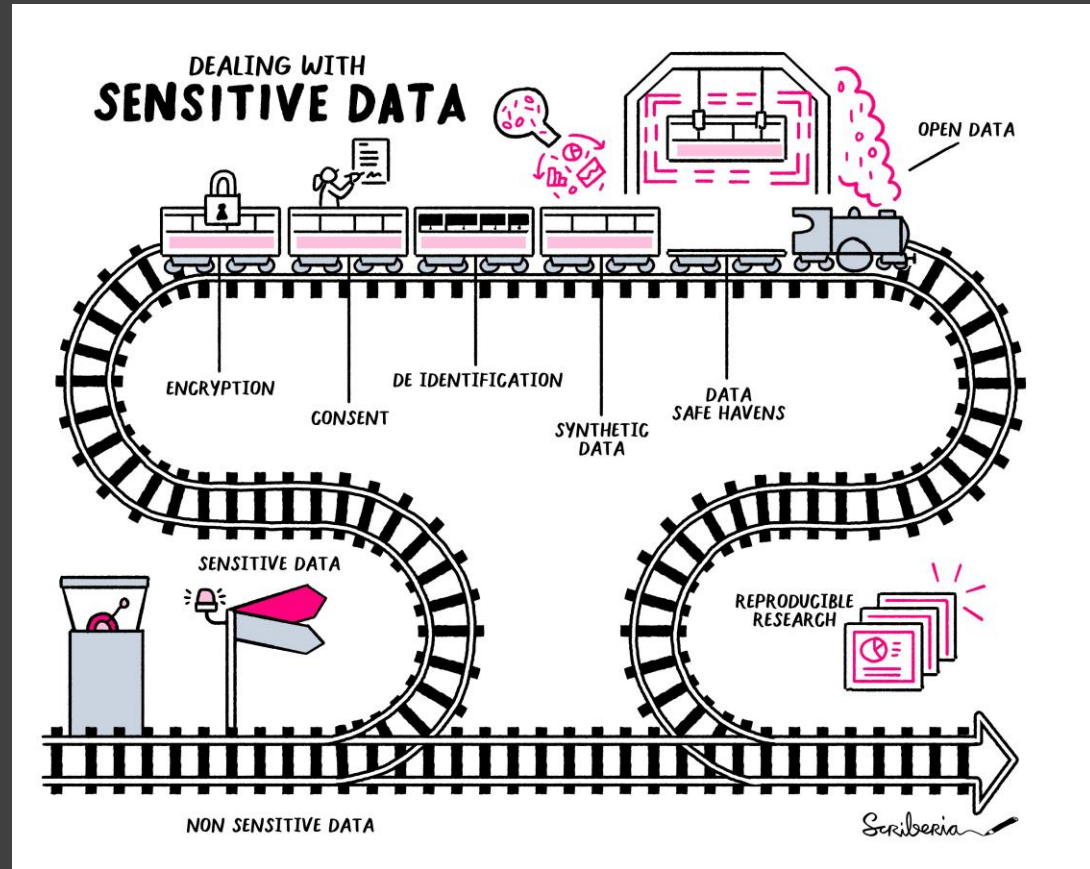 DEALING WITH
SENSITIVE DATA
OPEN DATA
ENCRYPTION
CONSENT
DE IDENTIFICATION
SYNTHETIC
DATA
DATA
SAFE HAVENS
SENSITIVE DATA
REPRODUCIBLE
RESEARCH
NON SENSITIVE DATA
Scriberia